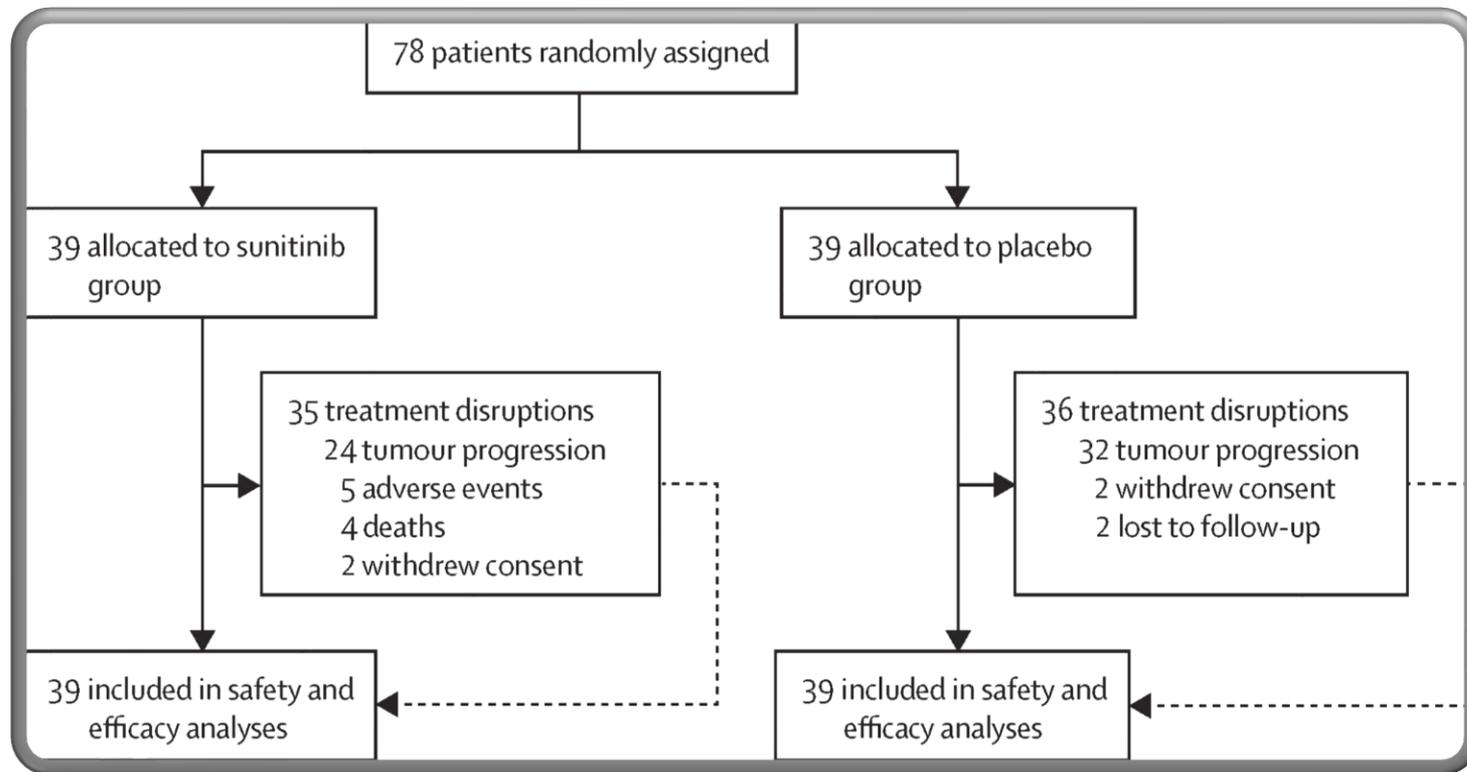 78 patients randomly assigned
39 allocated to sunitinib
group
39 allocated to placebo
group
35 treatment disruptions
24 tumour progression
5 adverse events
4 deaths
2 withdrew consent
36 treatment disruptions
32 tumour progression
2 withdrew consent
2 lost to follow-up
39 included in safety and
efficacy analyses
39 included in safety and
efficacy analyses